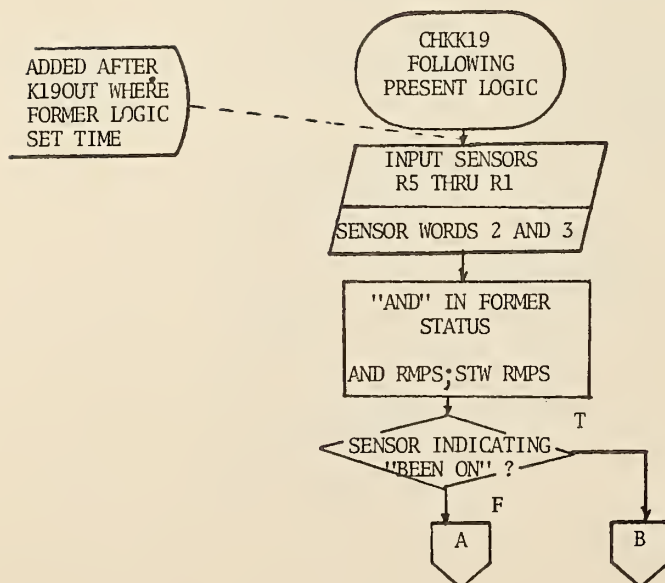 ADDED AFTER
K19OUT WHERE
FORMER LOGIC
SET TIME
CHKK19
FOLLOWING
PRESENT LOGIC
INPUT SENSORS
R5 THRU R1
SENSOR WORDS 2 AND 3
"AND" IN FORMER
STATUS
AND RMPS;STW RMPS
SENSOR INDICATING
"BEEN ON" ?
T
F
A
B